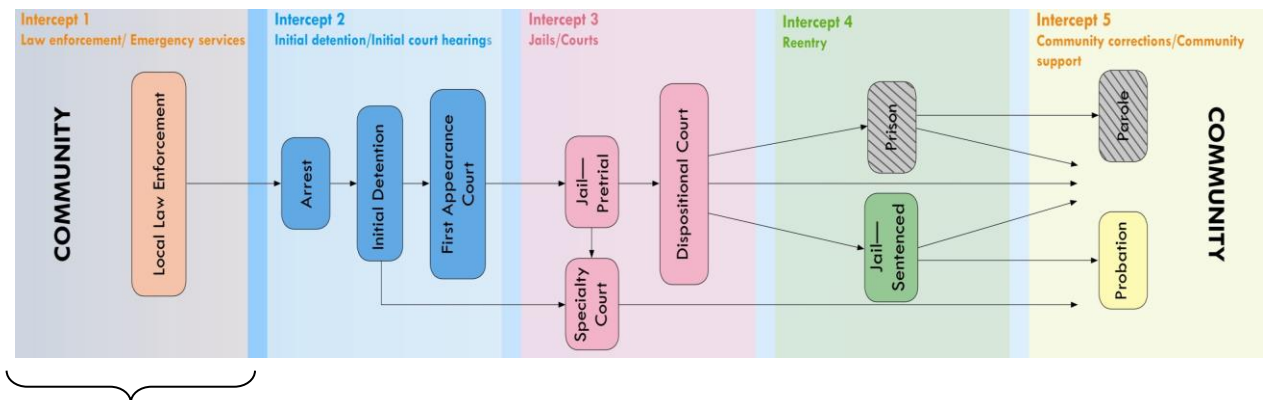 Intercept 1
Law enforcement/ Emergency services
COMMUNITY
Local Law Enforcement
Intercept 2
Initial detention/Initial court hearings
Arrest
Initial Detention
First Appearance
Court
Intercept 3
Jails/Courts
Jail—
Pretrial
Specialty
Court
Dispositional Court
Intercept 4
Reentry
Prison
Jail—
Sentenced
Intercept 5
Community corrections/Community
support
Parole
Probation
COMMUNITY